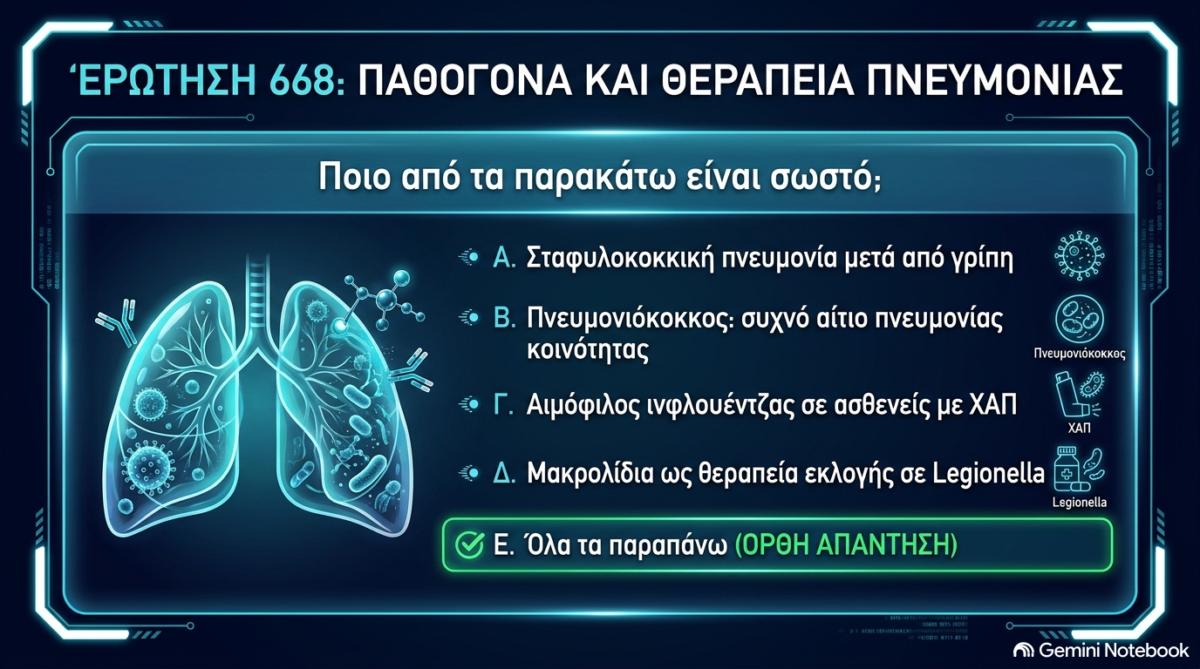 ‘ΕΡΩΤΗΣΗ 668: ΠΑΘΟΓΟΝΑ ΚΑΙ ΘΕΡΑΠΕΙΑ ΠΝΕΥΜΟΝΙΑΣ
Ποιο από τα παρακάτω είναι σωστό;
Α. Σταφυλοκοκκική πνευμονία μετά από γρίπη
Β. Πνευμονιόκοκκος: συχνό αίτιο πνευμονίας
κοινότητας
Πνευμονιόκοκκος
Γ. Αιμόφιλος ινφλουέντζας σε ασθενείς με ΧΑΠ
ΧΑΠ
Δ. Μακρολίδια ως θεραπεία εκλογής σε Legionella
Legionella
Ε. Όλα τα παραπάνω (ΟΡΘΗ ΑΠΑΝΤΗΣΗ)
Gemini Notebook